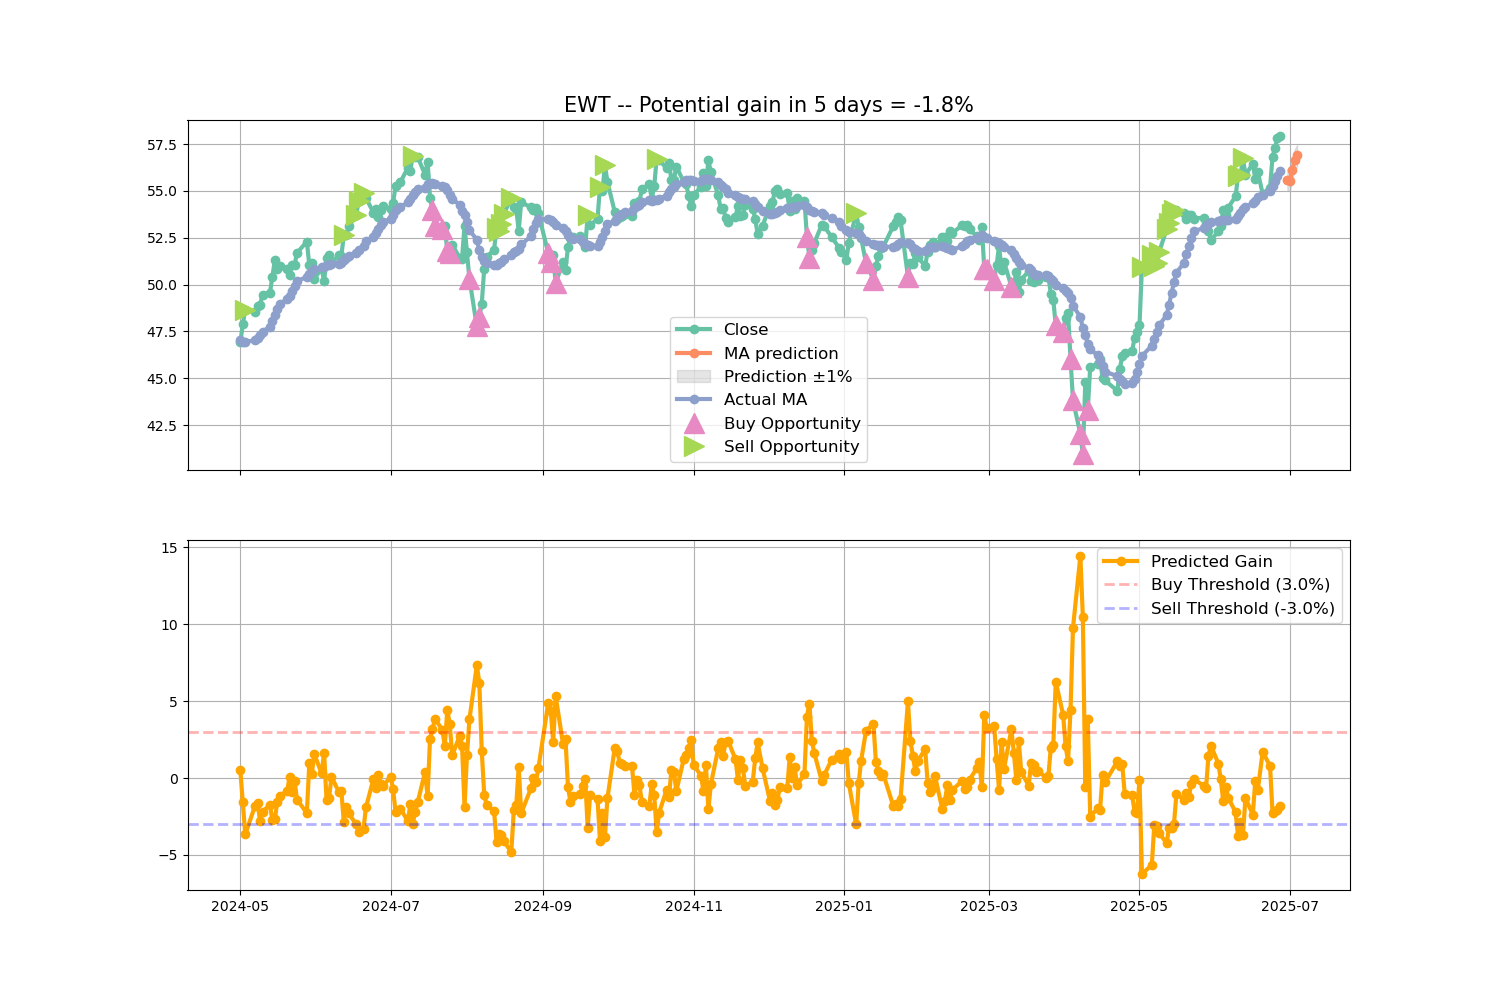 EWT -- Potential gain in 5 days = -1.8%
57.5
55.0
52.5
50.0
47.5
45.0
42.5
Close
MA prediction
Prediction ±1%
Actual MA
Buy Opportunity
Sell Opportunity
15
10
5
0
−5
Predicted Gain
Buy Threshold (3.0%)
Sell Threshold (-3.0%)
2024-05
2024-07
2024-09
2024-11
2025-01
2025-03
2025-05
2025-07